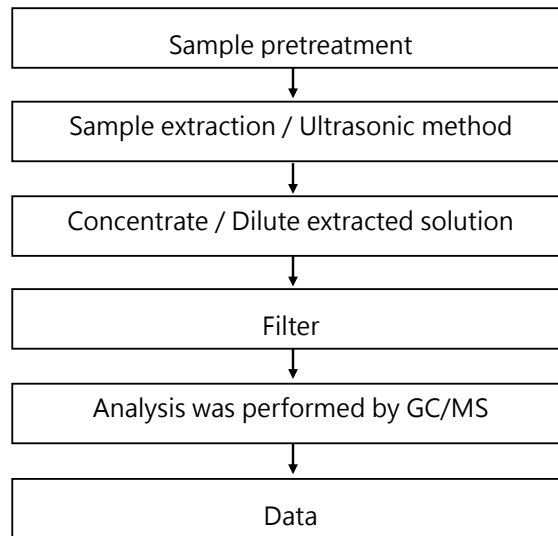 Sample pretreatment
Sample extraction / Ultrasonic method
Concentrate / Dilute extracted solution
Filter
Analysis was performed by GC/MS
Data